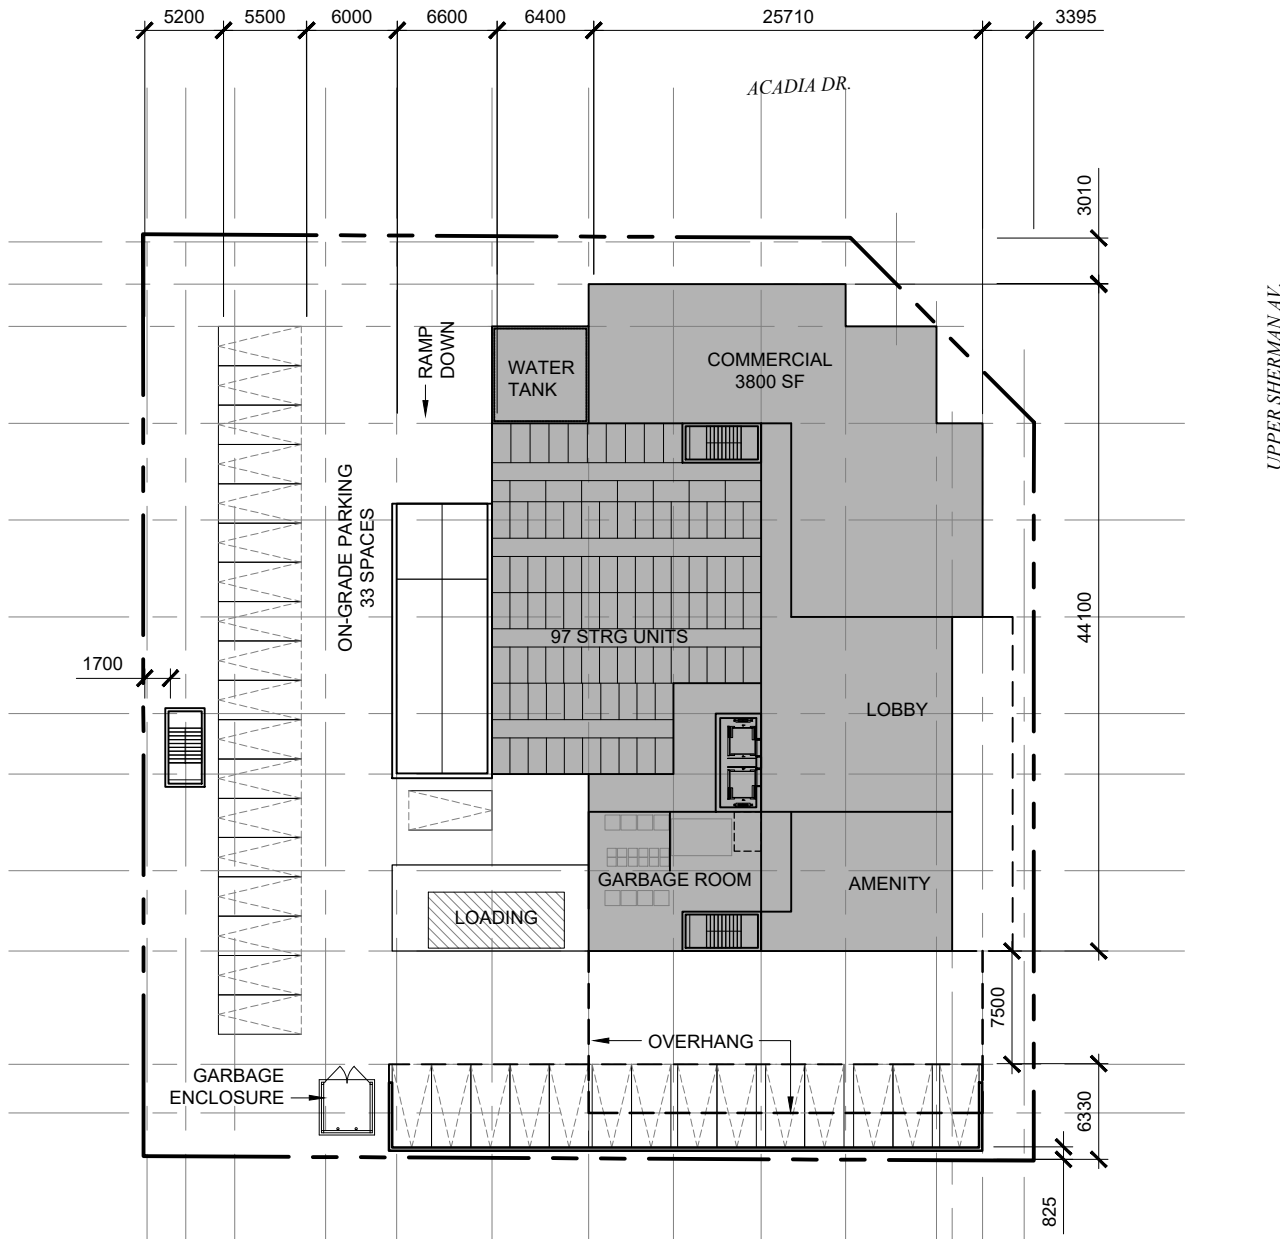 5200
5500
6000
6600
6400
25710
3395
ACADIA DR.
3010
UPPER SHERMAN AV.
RAMP
DOWN
WATER
TANK
COMMERCIAL
3800 SF
ON-GRADE PARKING
33 SPACES
97 STRG UNITS
44100
1700
LOBBY
GARBAGE ROOM
AMENITY
LOADING
7500
OVERHANG
GARBAGE
ENCLOSURE
6330
825